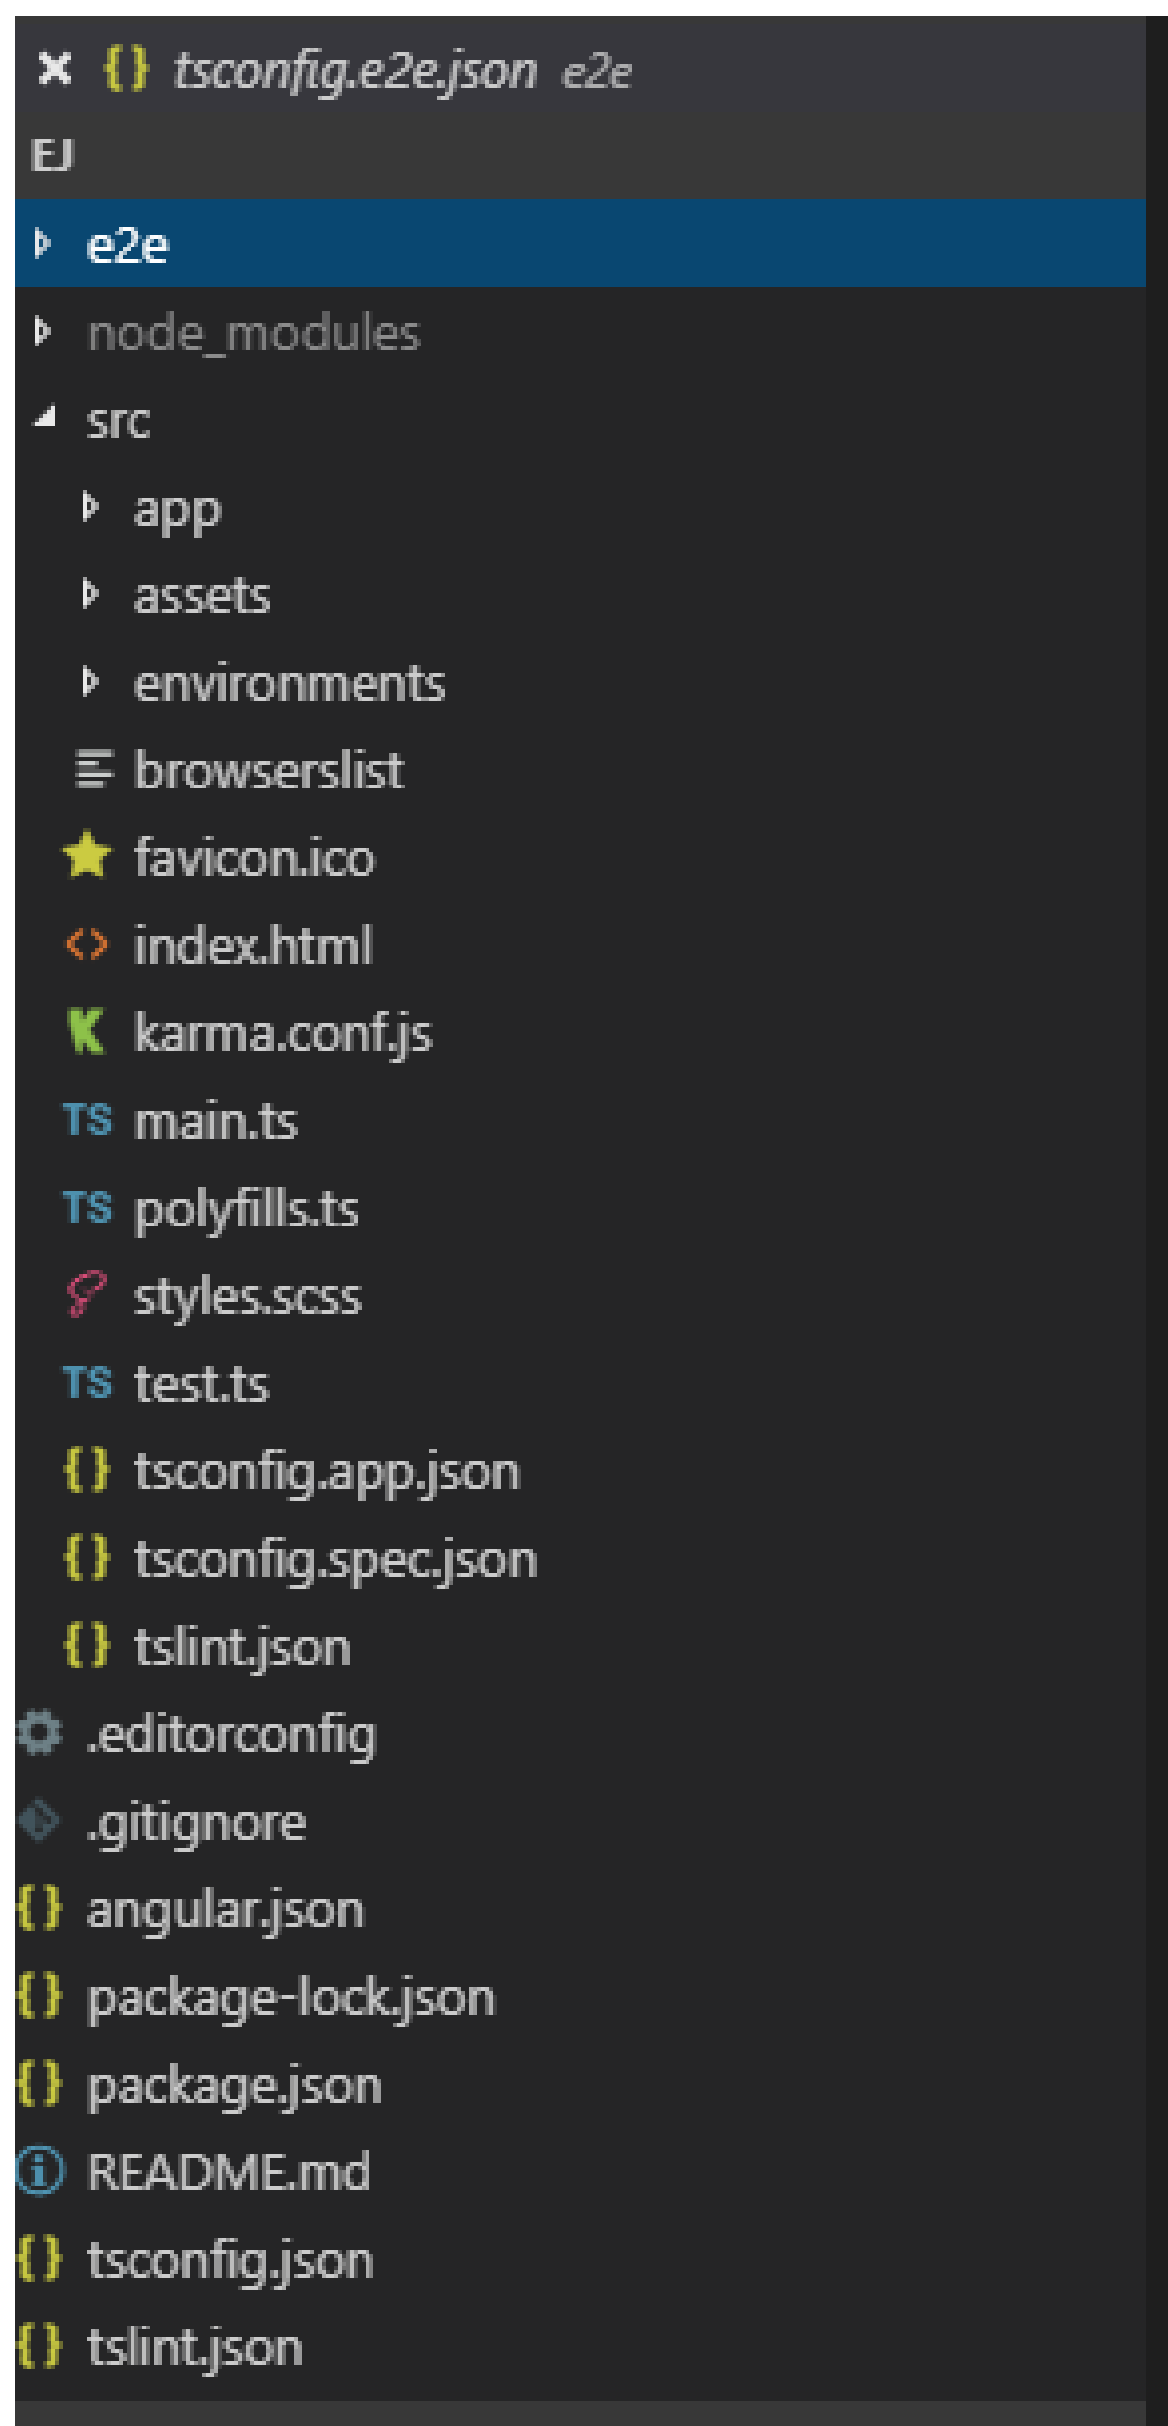 tsconfig.e2e.json e2e
EJ
e2e
node_modules
src
app
assets
environments
browserslist
favicon.ico
index.html
karma.conf.js
TS main.ts
TS polyfills.ts
styles.scss
TS test.ts
{} tsconfig.app.json
{} tsconfig.spec.json
{} tslint.json
.editorconfig
.gitignore
{} angular.json
{} package-lock.json
{} package.json
README.md
{} tsconfig.json
{} tslint.json